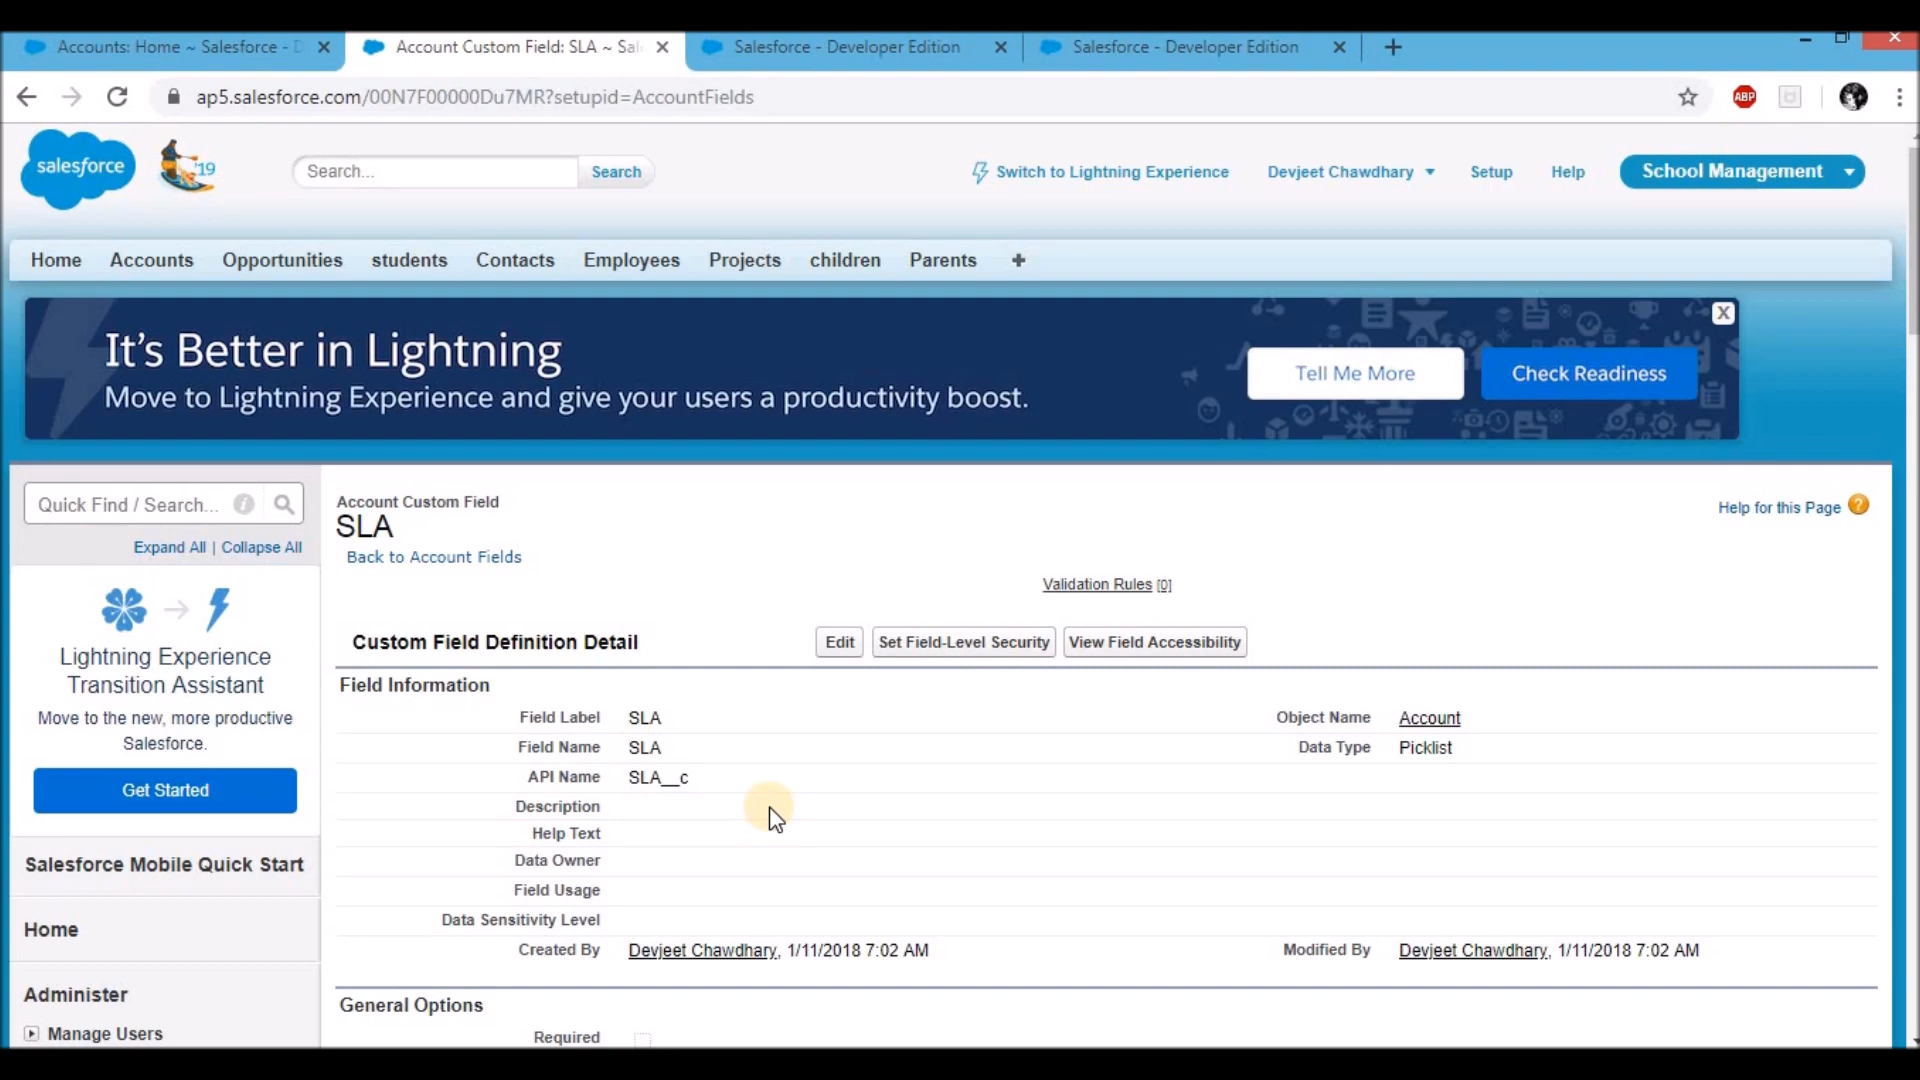 Accounts: Home ~ Salesforce - D
Account Custom Field: SLA ~ Sal
Salesforce - Developer Edition
Salesforce - Developer Edition
ap5.salesforce.com/00N7F00000Du7MR?setupid=AccountFields
ABP
salesforce
'19
Search...
Search
Switch to Lightning Experience
Devjeet Chawdhary
Setup
Help
School Management
Home
Accounts
Opportunities
students
Contacts
Employees
Projects
children
Parents
+
It's Better in Lightning
Move to Lightning Experience and give your users a productivity boost.
Tell Me More
Check Readiness
X
Quick Find / Search...
Expand All | Collapse All
Lightning Experience
Transition Assistant
Move to the new, more productive
Salesforce.
Get Started
Salesforce Mobile Quick Start
Home
Administer
Manage Users
Account Custom Field
SLA
Back to Account Fields
Help for this Page
Validation Rules [0]
Custom Field Definition Detail
Edit
Set Field-Level Security
View Field Accessibility
Field Information
Field Label SLA Object Name Account
Field Name SLA Data Type Picklist
API Name SLA__c
Description
Help Text
Data Owner
Field Usage
Data Sensitivity Level
Created By Devjeet Chawdhary, 1/11/2018 7:02 AM Modified By Devjeet Chawdhary, 1/11/2018 7:02 AM
General Options
Required